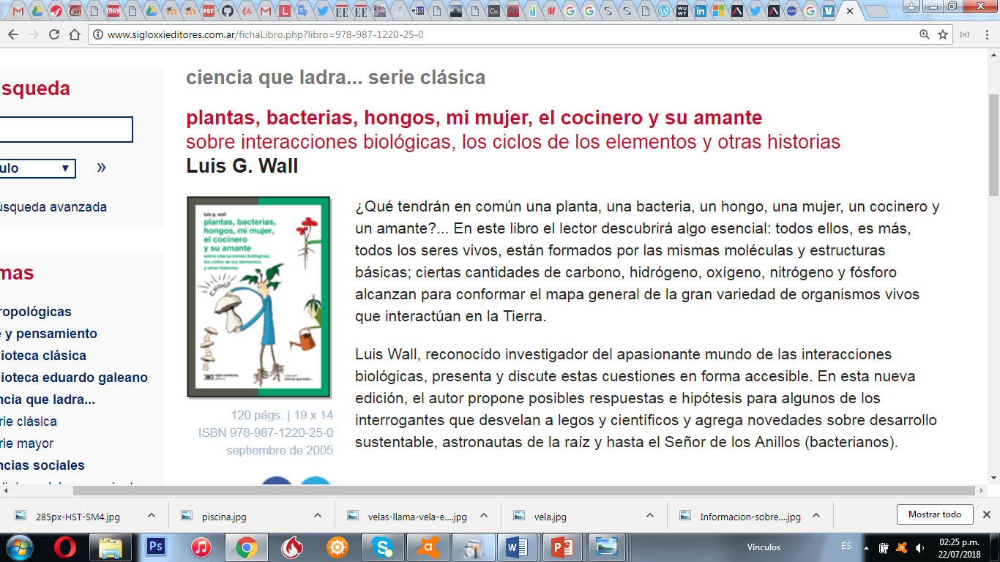 www.sigloxxieditores.com.ar/fichaLibro.php?libro=978-987-1220-25-0
squeda
ulo
»
úsqueda avanzada
mas
ropológicas
e y pensamiento
lioteca clásica
lioteca eduardo galeano
ncia que ladra...
rie clásica
rie mayor
ncias sociales
ciencia que ladra... serie clásica
plantas, bacterias, hongos, mi mujer, el cocinero y su amante
sobre interacciones biológicas, los ciclos de los elementos y otras historias
Luis G. Wall
luis g. wall
plantas, bacterias,
hongos, mi mujer,
el cocinero
y su amante
sobre interacciones biológicas,
los ciclos de los elementos
y otras historias
CHOMP
siglo veintiuno
editores
colección
ciencia que ladra...
120 págs. | 19 x 14
ISBN 978-987-1220-25-0
septiembre de 2005
¿Qué tendrán en común una planta, una bacteria, un hongo, una mujer, un cocinero y
un amante?... En este libro el lector descubrirá algo esencial: todos ellos, es más,
todos los seres vivos, están formados por las mismas moléculas y estructuras
básicas; ciertas cantidades de carbono, hidrógeno, oxígeno, nitrógeno y fósforo
alcanzan para conformar el mapa general de la gran variedad de organismos vivos
que interactúan en la Tierra.
Luis Wall, reconocido investigador del apasionante mundo de las interacciones
biológicas, presenta y discute estas cuestiones en forma accesible. En esta nueva
edición, el autor propone posibles respuestas e hipótesis para algunos de los
interrogantes que desvelan a legos y científicos y agrega novedades sobre desarrollo
sustentable, astronautas de la raíz y hasta el Señor de los Anillos (bacterianos).
285px-HST-SM4.jpg
piscina.jpg
velas-llama-vela-e....jpg
vela.jpg
Informacion-sobre....jpg
Mostrar todo
Vínculos
ES
02:25 p.m.
22/07/2018